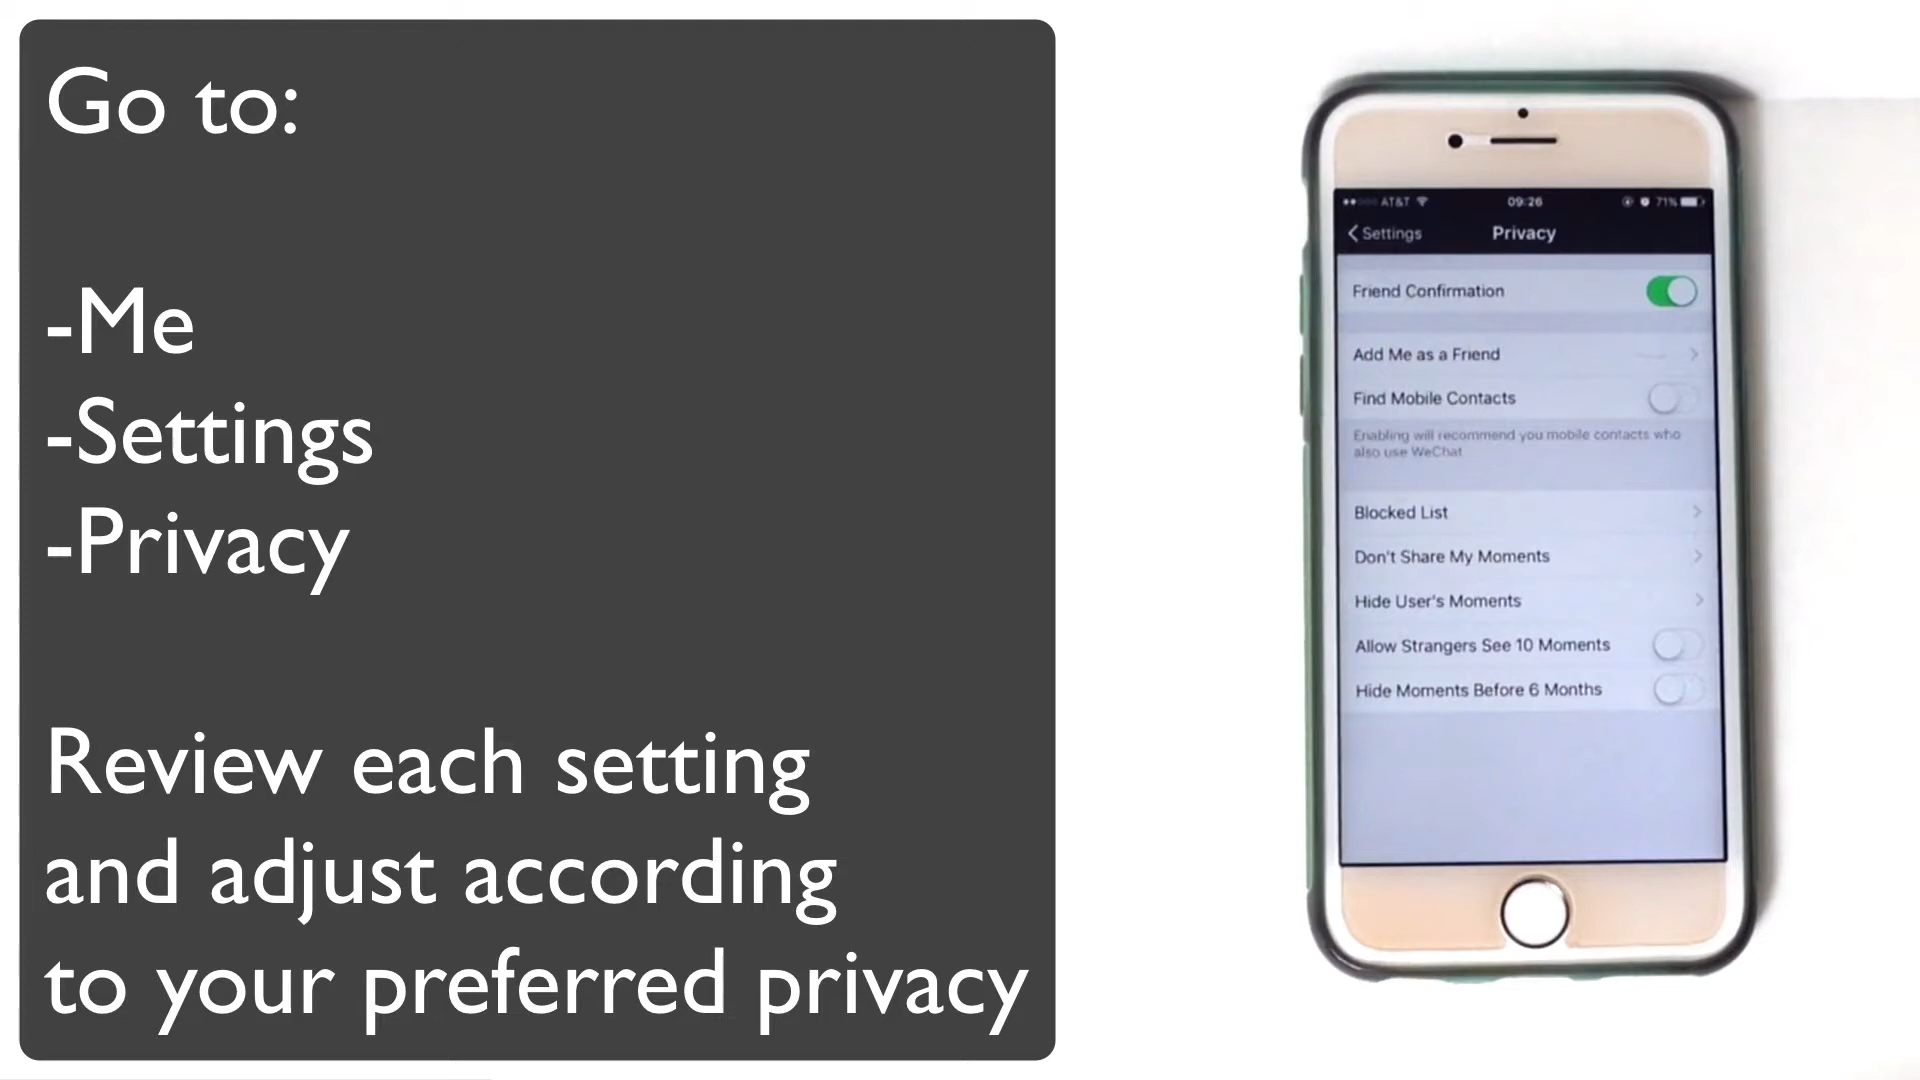 Go to:
-Me
-Settings
-Privacy
Review each setting
and adjust according
to your preferred privacy
AT&T 09:26 71%
Settings Privacy
Friend Confirmation
Add Me as a Friend
Find Mobile Contacts
Enabling will recommend you mobile contacts who
also use WeChat
Blocked List
Don't Share My Moments
Hide User's Moments
Allow Strangers See 10 Moments
Hide Moments Before 6 Months